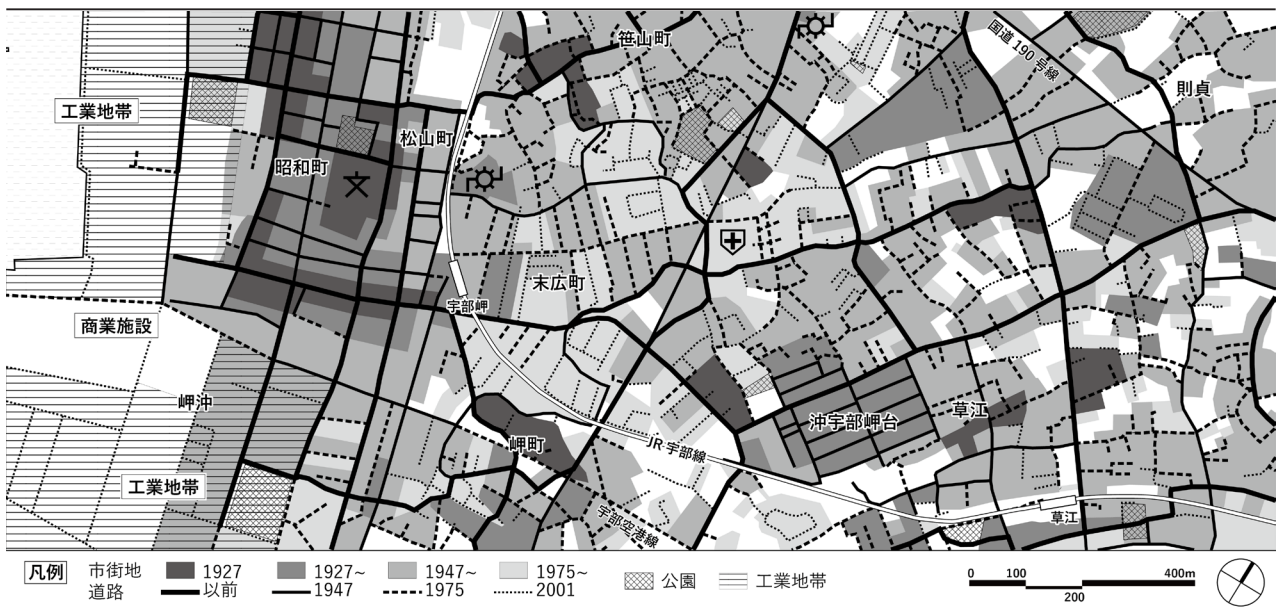 笹山町
国道190号線
則貞
工業地帯
松山町
昭和町
末広町
宇部岬
商業施設
岬沖
沖宇部岬台
草江
岬町
JR宇部線
工業地帯
宇部空港線
草江
凡例
市街地 1927 1927~ 1947~ 1975~ 公園 工業地帯
道路 以前 1947 1975 2001
0 100 400m
200